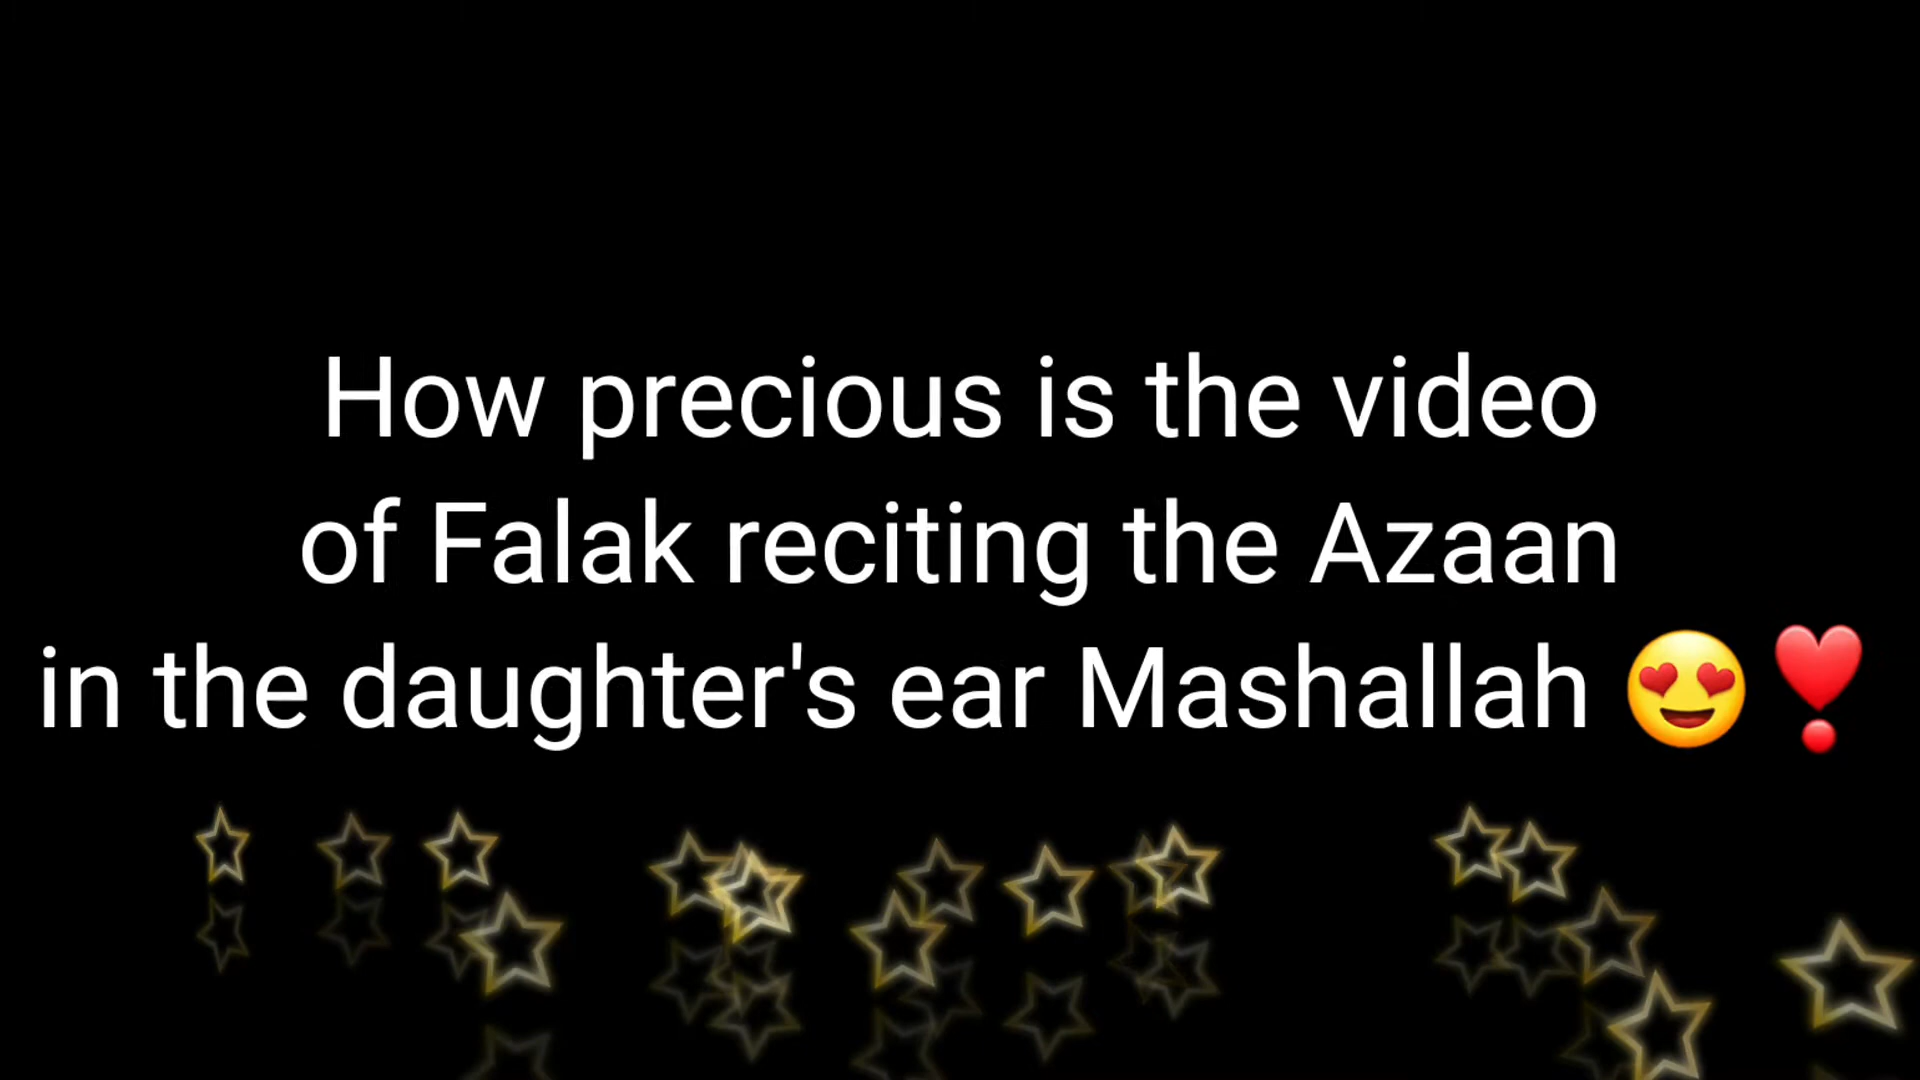 How precious is the video
of Falak reciting the Azaan
in the daughter's ear Mashallah 😍❣️